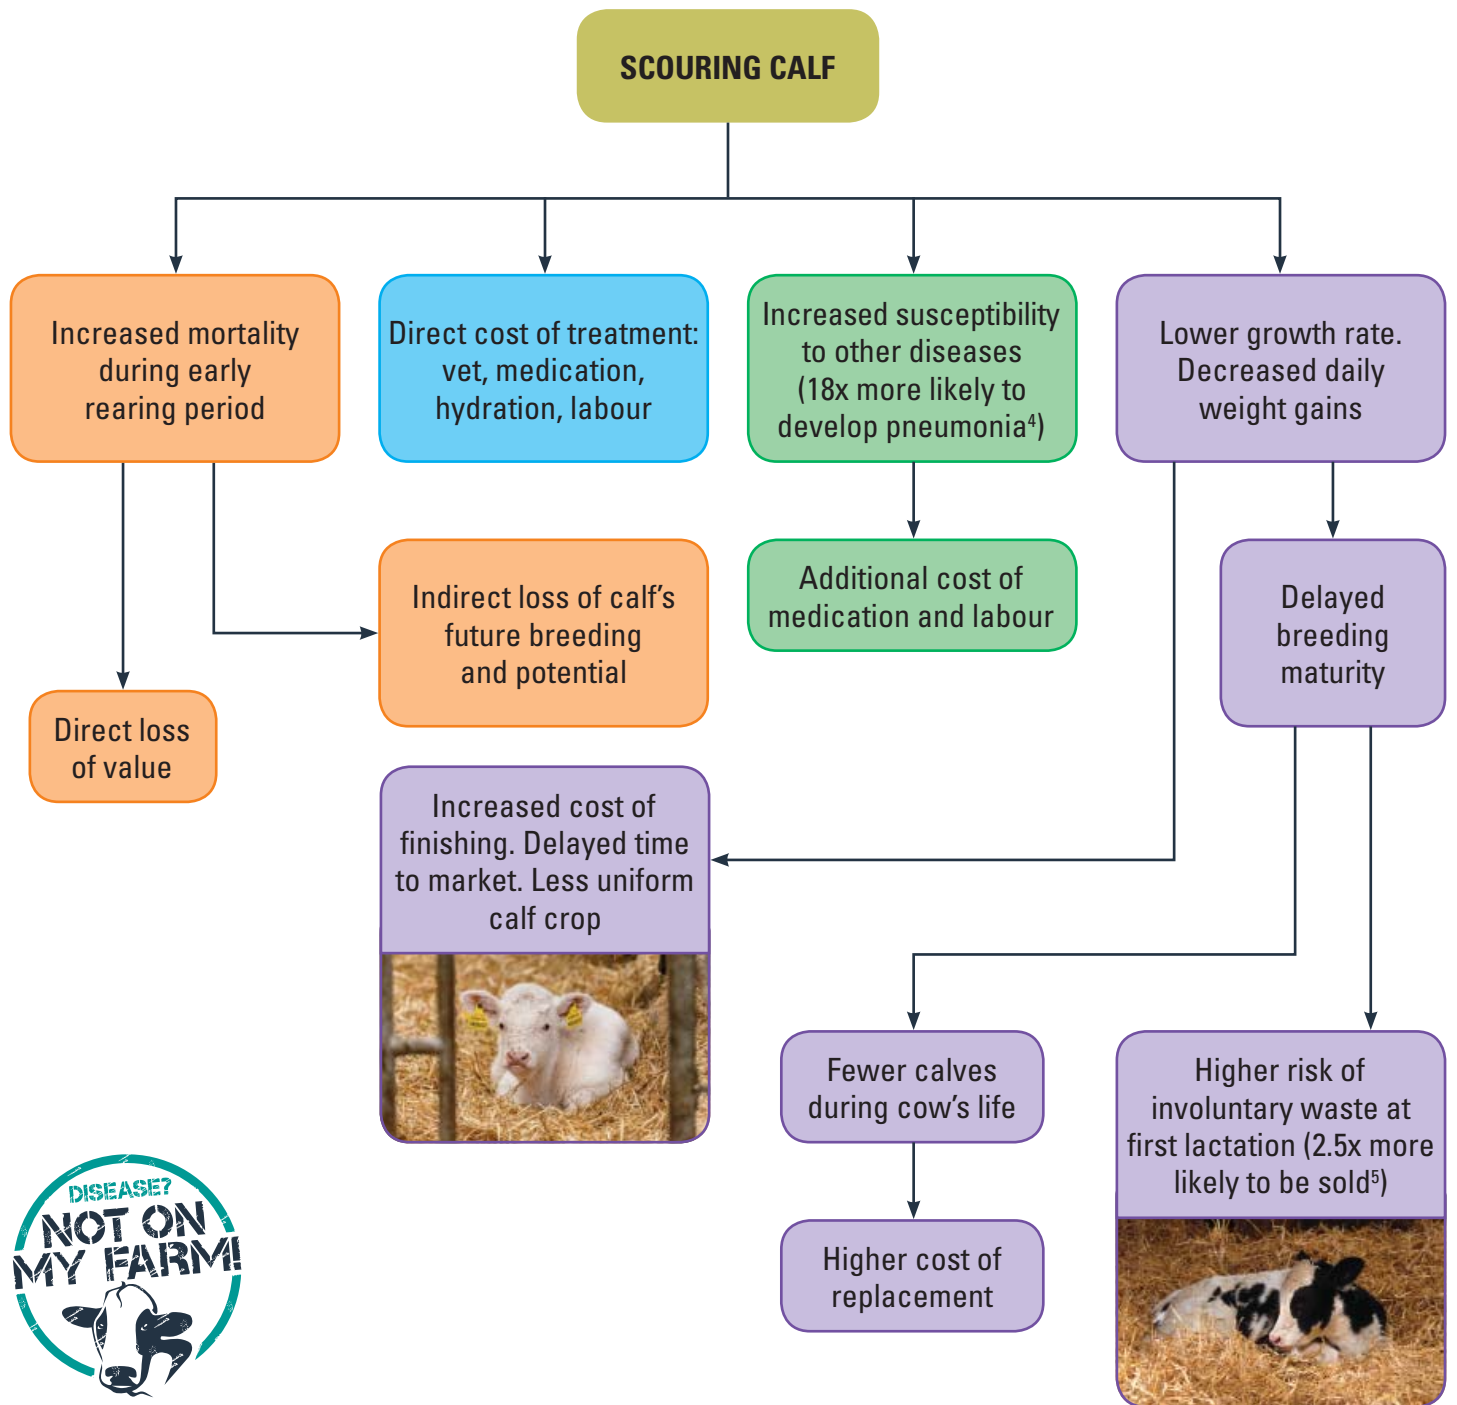 SCOURING CALF
Increased mortality
during early
rearing period
Direct cost of treatment:
vet, medication,
hydration, labour
Increased susceptibility
to other diseases
(18x more likely to
develop pneumonia⁴)
Lower growth rate.
Decreased daily
weight gains
Indirect loss of calf’s
future breeding
and potential
Additional cost of
medication and labour
Delayed
breeding
maturity
Direct loss
of value
Increased cost of
finishing. Delayed time
to market. Less uniform
calf crop
Fewer calves
during cow’s life
Higher risk of
involuntary waste at
first lactation (2.5x more
likely to be sold⁵)
Higher cost of
replacement
DISEASE?
NOT ON
MY FARM!